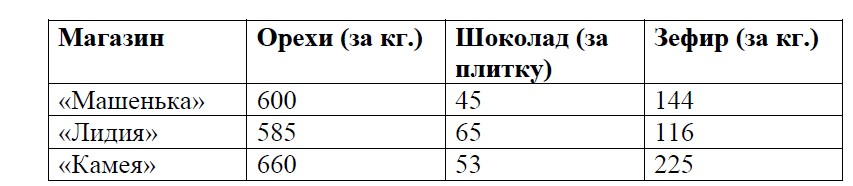 Магазин Орехи (за кг.) Шоколад (за плитку) Зефир (за кг.)
«Машенька» 600 45 144
«Лидия» 585 65 116
«Камея» 660 53 225